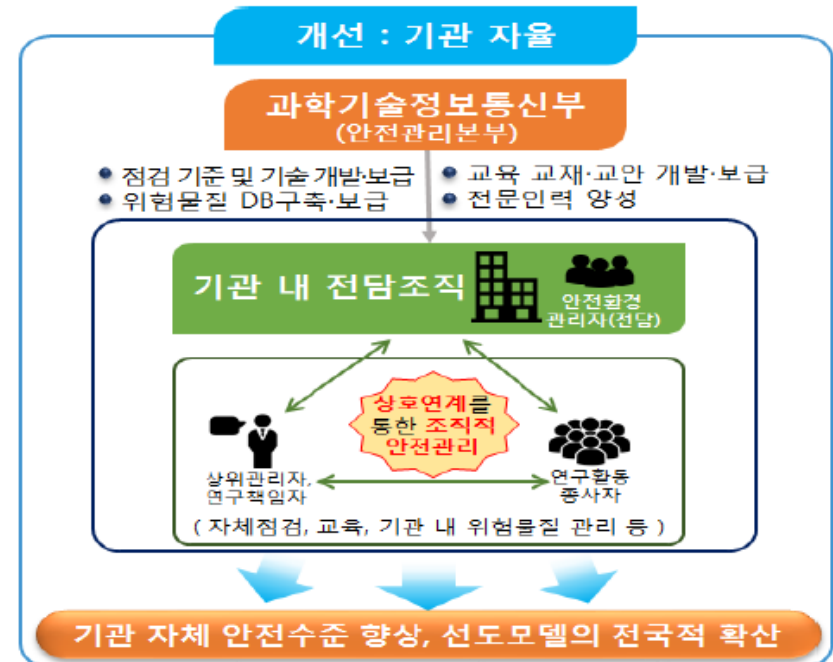 개선 : 기관 자율
과학기술정보통신부
(안전관리본부)
점검 기준 및 기술 개발·보급
위험물질 DB구축·보급
교육 교재·교안 개발·보급
전문인력 양성
기관 내 전담조직
안전환경
관리자(전담)
상호연계를
통한 조직적
안전관리
상위관리자,
연구책임자
연구활동
종사자
( 자체점검, 교육, 기관 내 위험물질 관리 등 )
기관 자체 안전수준 향상, 선도모델의 전국적 확산